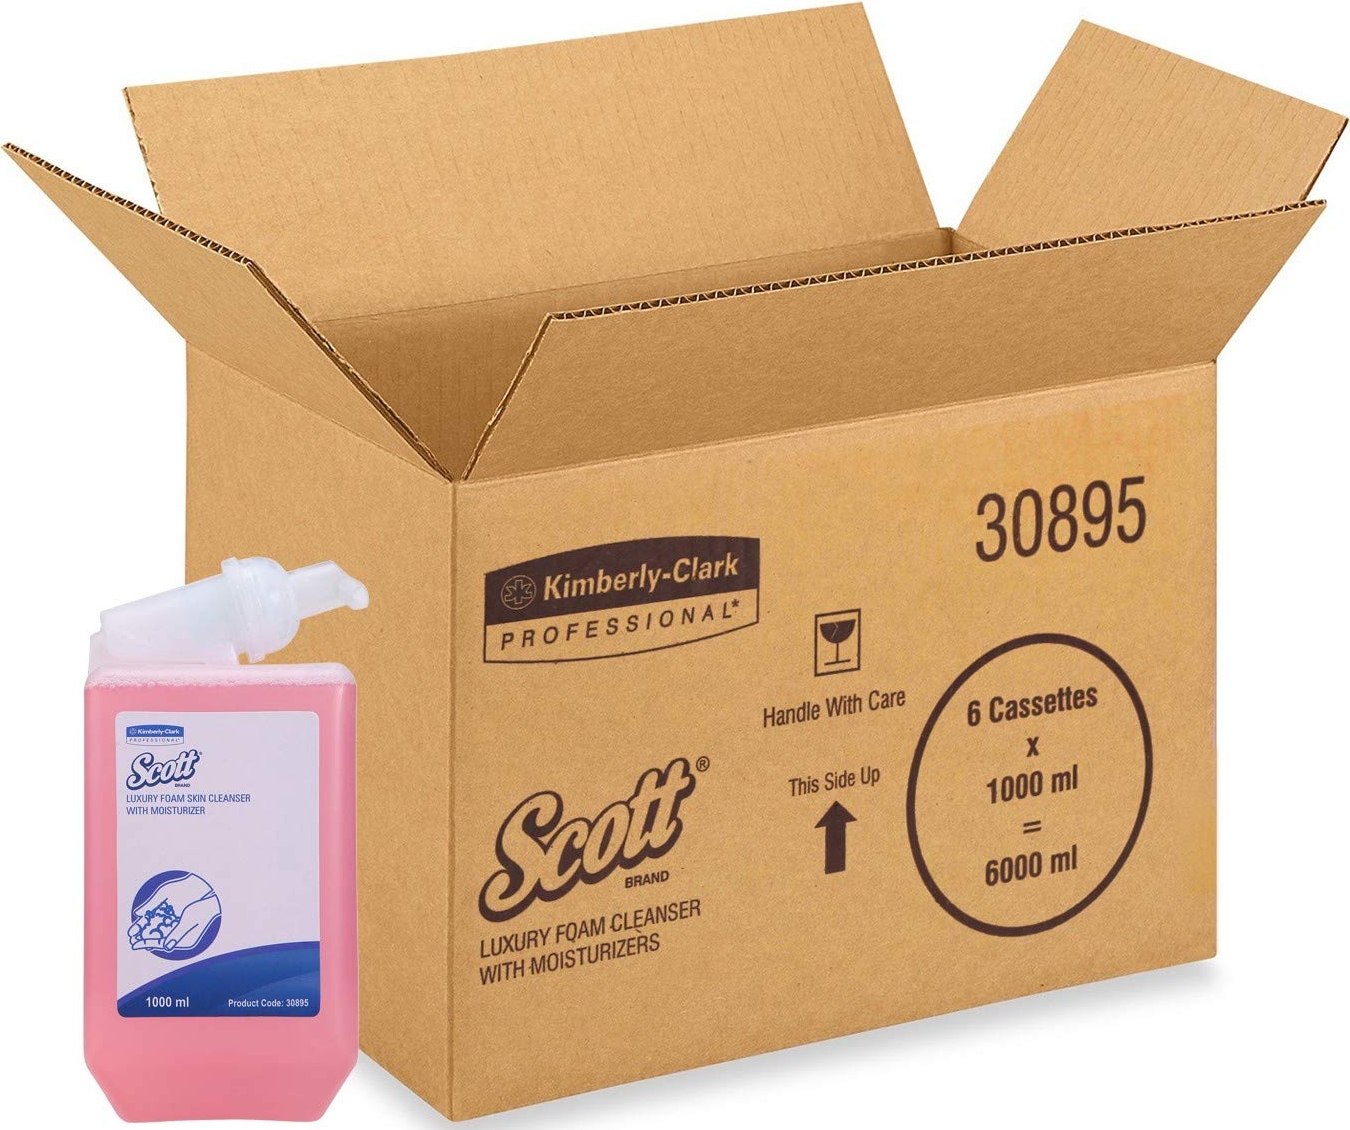 30895
Kimberly-Clark
PROFESSIONAL*
Handle With Care
This Side Up
6 Cassettes
x
1000 ml
=
6000 ml
Scott®
BRAND
LUXURY FOAM CLEANSER
WITH MOISTURIZERS
Kimberly-Clark
PROFESSIONAL*
Scott®
BRAND
LUXURY FOAM SKIN CLEANSER
WITH MOISTURIZER
1000 ml
Product Code: 30895